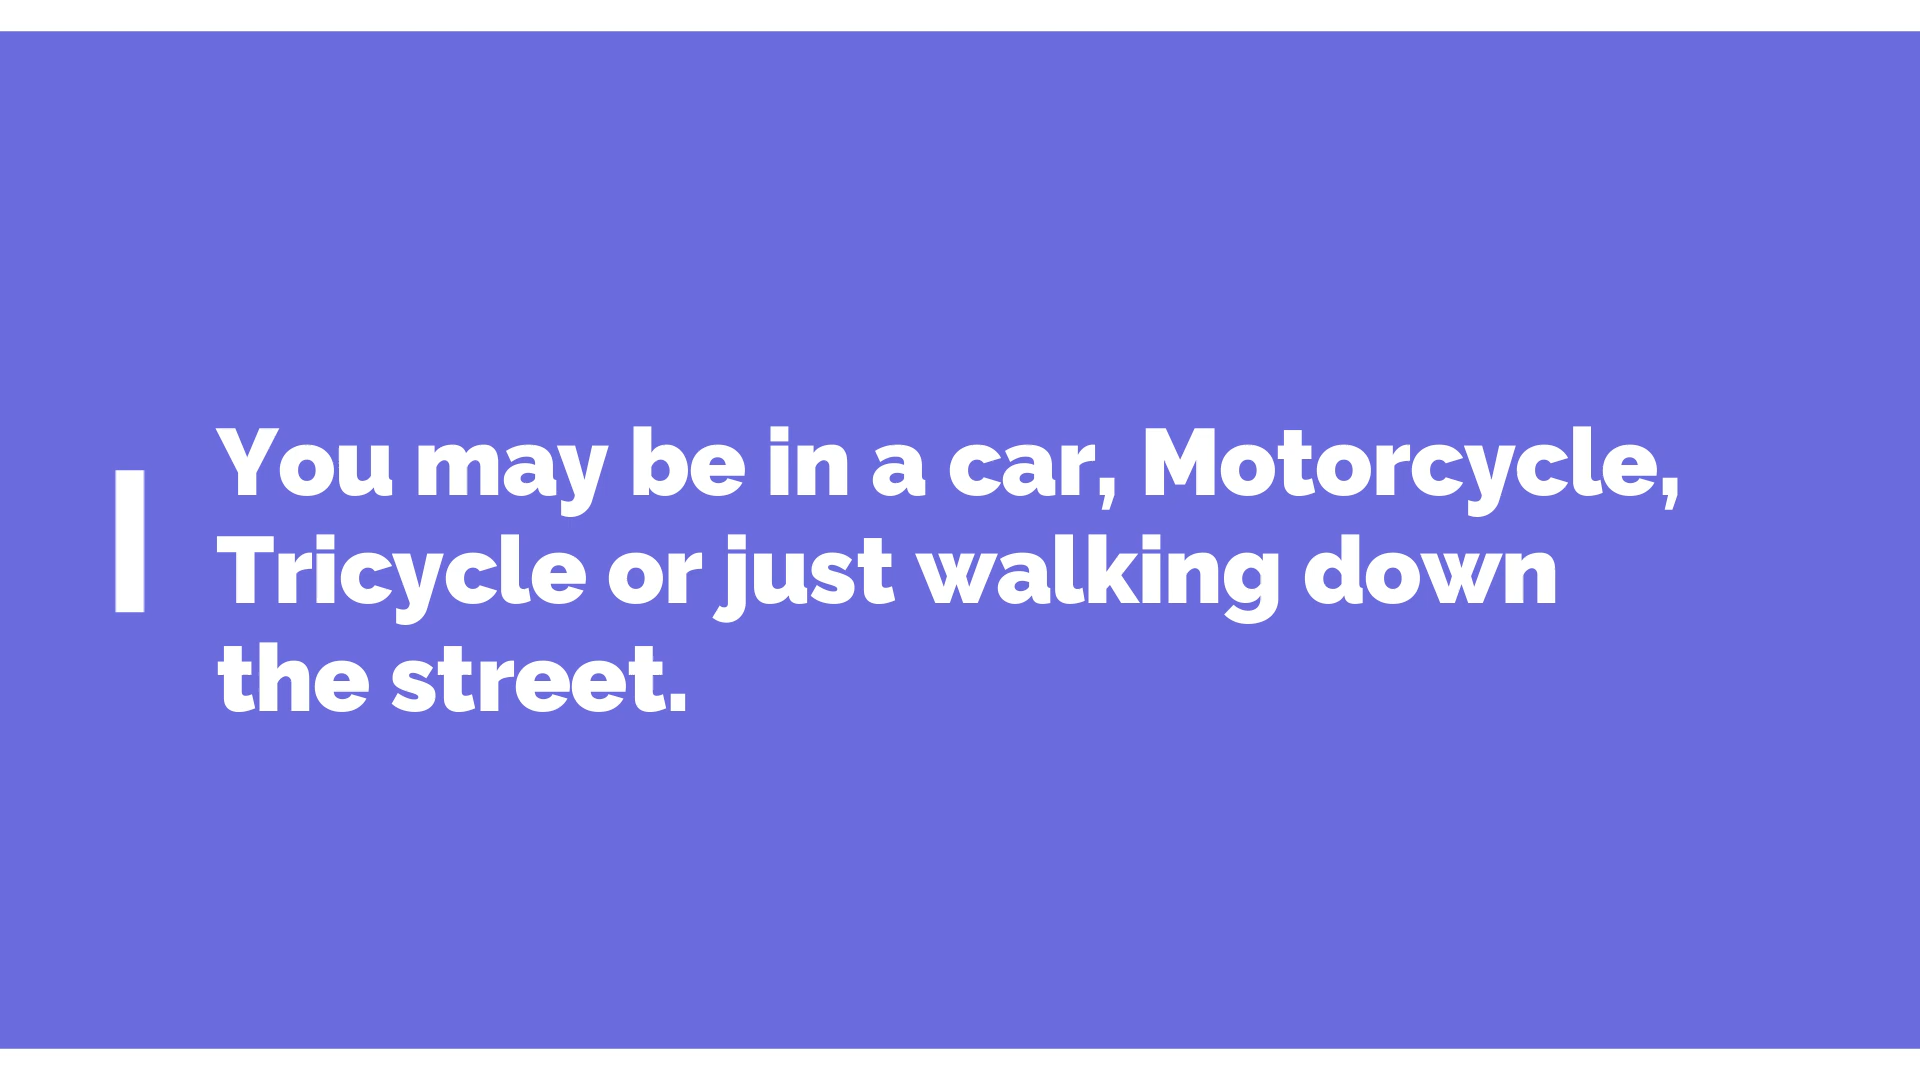 You may be in a car, Motorcycle,
Tricycle or just walking down
the street.